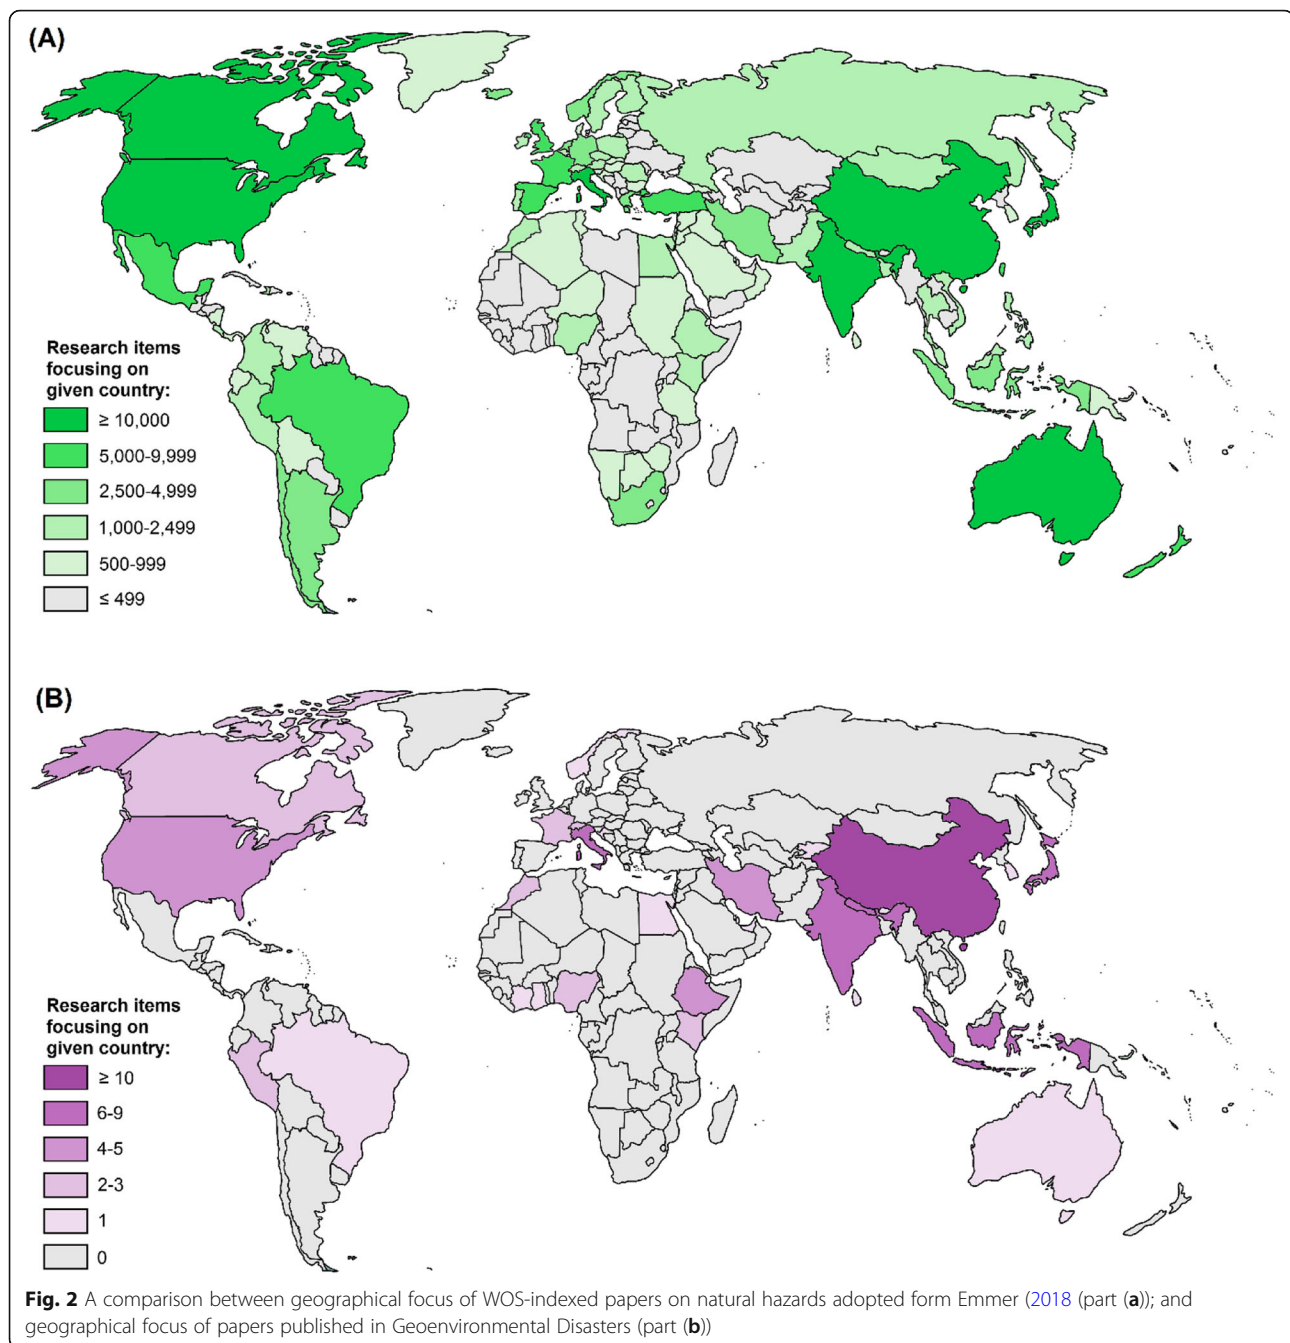 (A)
Research items
focusing on
given country:
≥ 10,000
5,000-9,999
2,500-4,999
1,000-2,499
500-999
≤ 499
(B)
Research items
focusing on
given country:
≥ 10
6-9
4-5
2-3
1
0
Fig. 2 A comparison between geographical focus of WOS-indexed papers on natural hazards adopted form Emmer (2018 (part (a)); and
geographical focus of papers published in Geoenvironmental Disasters (part (b))